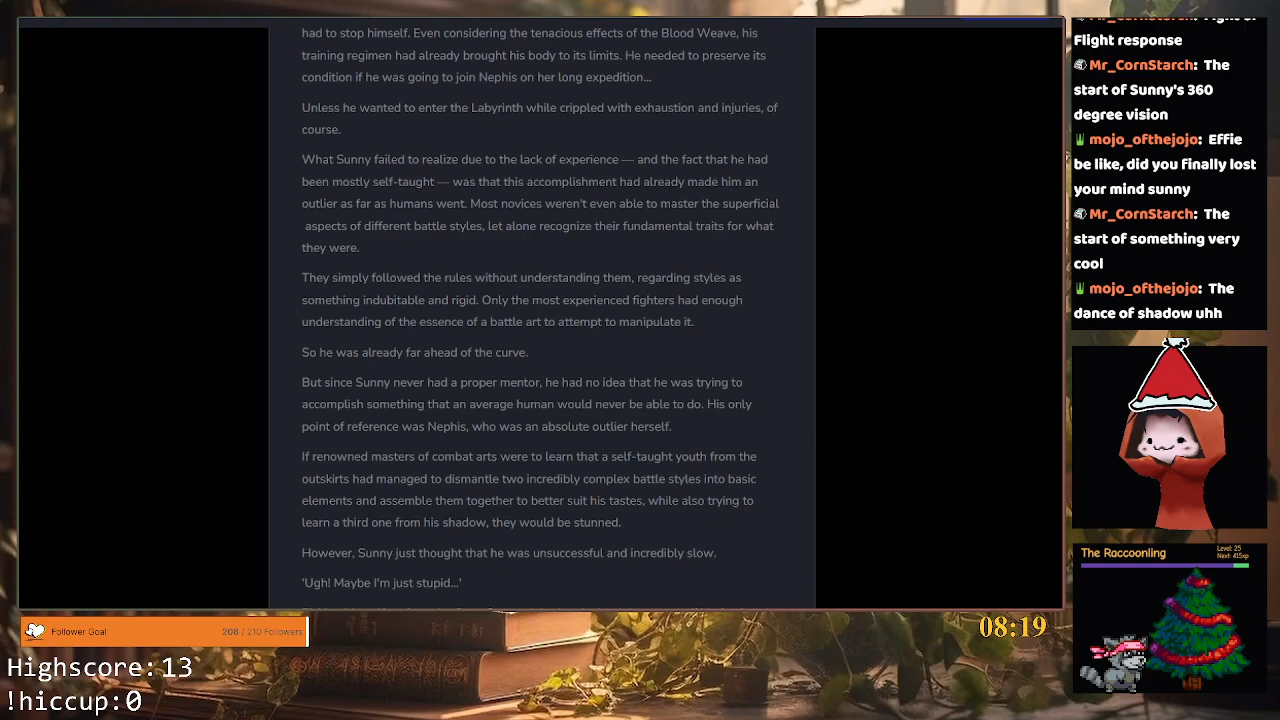 had to stop himself. Even considering the tenacious effects of the Blood Weave, his
training regimen had already brought his body to its limits. He needed to preserve its
condition if he was going to join Nephis on her long expedition...
Unless he wanted to enter the Labyrinth while crippled with exhaustion and injuries, of
course.
What Sunny failed to realize due to the lack of experience — and the fact that he had
been mostly self-taught — was that this accomplishment had already made him an
outlier as far as humans went. Most novices weren't even able to master the superficial
aspects of different battle styles, let alone recognize their fundamental traits for what
they were.
They simply followed the rules without understanding them, regarding styles as
something indubitable and rigid. Only the most experienced fighters had enough
understanding of the essence of a battle art to attempt to manipulate it.
So he was already far ahead of the curve.
But since Sunny never had a proper mentor, he had no idea that he was trying to
accomplish something that an average human would never be able to do. His only
point of reference was Nephis, who was an absolute outlier herself.
If renowned masters of combat arts were to learn that a self-taught youth from the
outskirts had managed to dismantle two incredibly complex battle styles into basic
elements and assemble them together to better suit his tastes, while also trying to
learn a third one from his shadow, they would be stunned.
However, Sunny just thought that he was unsuccessful and incredibly slow.
'Ugh! Maybe I'm just stupid...'
Flight response
Mr_CornStarch: The
start of Sunny's 360
degree vision
mojo_ofthejojo: Effie
be like, did you finally lost
your mind sunny
Mr_CornStarch: The
start of something very
cool
mojo_ofthejojo: The
dance of shadow uhh
The Raccoonling
Level: 25
Next: 415xp
Follower Goal
208 / 210 Followers
08:19
Highscore:13
!hiccup:0